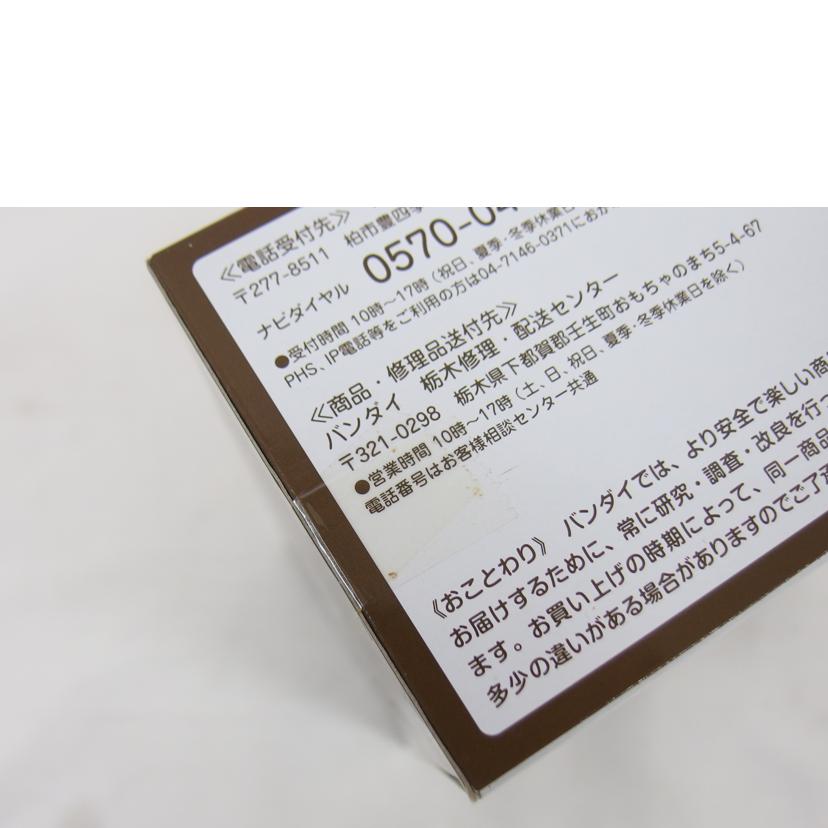 ≪電話受付先≫
〒277-8511 柏市豊四季
ナビダイヤル 0570-04
●受付時間 10時〜17時(祝日、夏季・冬季休業日
PHS、IP電話等をご利用の方は04-7146-0371におか
≪商品・修理品送付先≫
バンダイ 栃木修理・配送センター
〒321-0298 栃木県下都賀郡壬生町おもちゃのまち5-4-67
●営業時間 10時〜17時(土、日、祝日、夏季・冬季休業日を除く)
電話番号はお客様相談センター共通
《おことわり》 バンダイでは、より安全で楽しい商
お届けするために、常に研究・調査・改良を行っ
ます。お買い上げの時期によって、同一商品
多少の違いがある場合がありますのでご了承